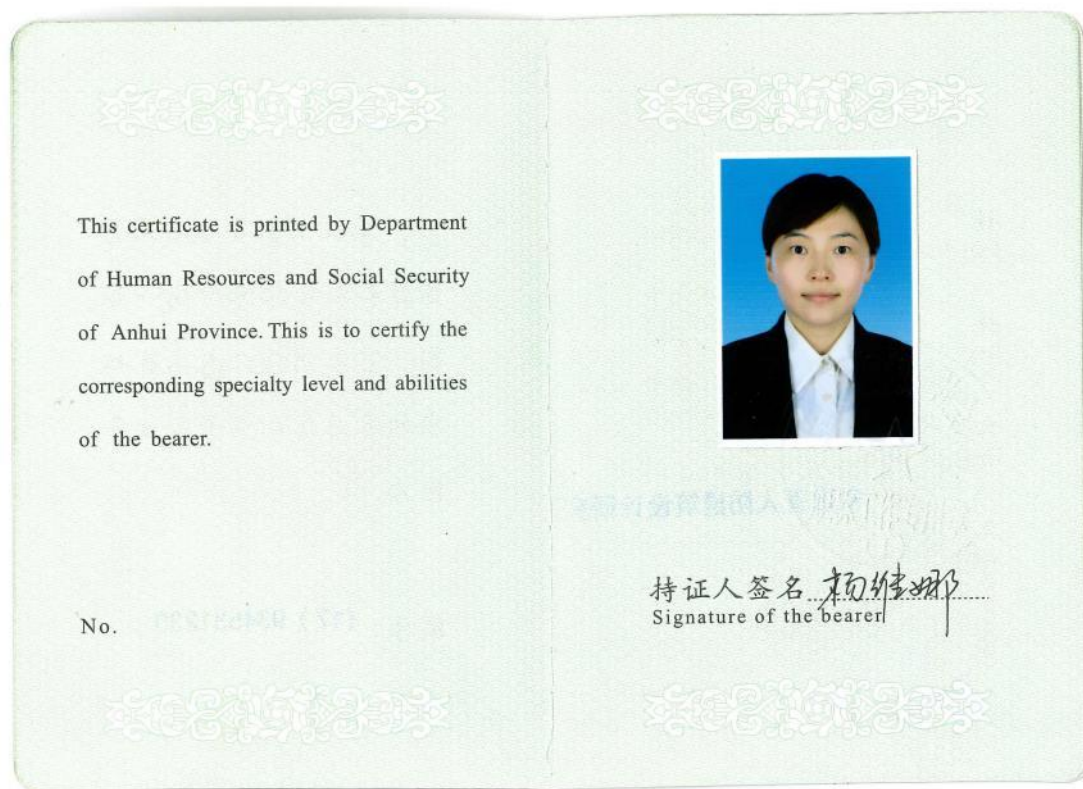 This certificate is printed by Department
of Human Resources and Social Security
of Anhui Province. This is to certify the
corresponding specialty level and abilities
of the bearer.
No.
持证人签名 杨维娜
Signature of the bearer